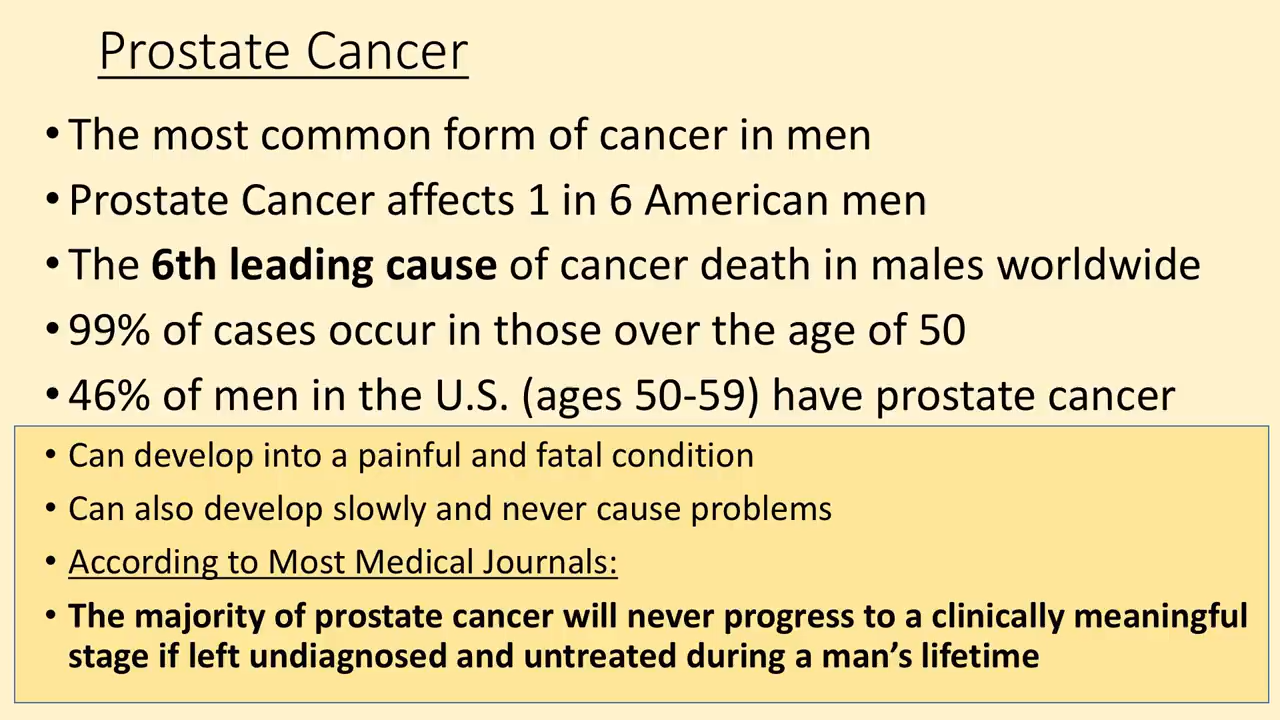 Prostate Cancer
• The most common form of cancer in men
• Prostate Cancer affects 1 in 6 American men
• The 6th leading cause of cancer death in males worldwide
• 99% of cases occur in those over the age of 50
• 46% of men in the U.S. (ages 50-59) have prostate cancer
• Can develop into a painful and fatal condition
• Can also develop slowly and never cause problems
• According to Most Medical Journals:
• The majority of prostate cancer will never progress to a clinically meaningful
stage if left undiagnosed and untreated during a man’s lifetime